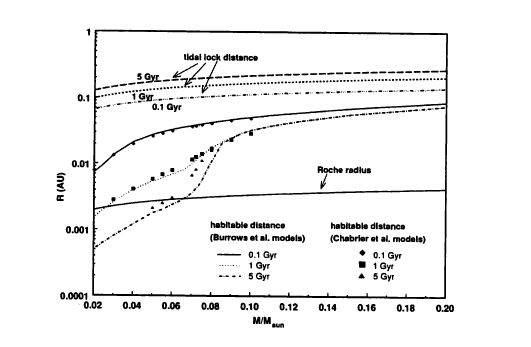 1
tidal lock distance
5 Gyr
0.1
1 Gyr
0.1 Gyr
0.01
R (AU)
Roche radius
0.001
habitable distance
(Burrows et al. models)
0.1 Gyr
1 Gyr
5 Gyr
habitable distance
(Chabrier et al. models)
0.1 Gyr
1 Gyr
5 Gyr
0.0001
0.02 0.04 0.06 0.08 0.10 0.12 0.14 0.16 0.18 0.20
M/Msun